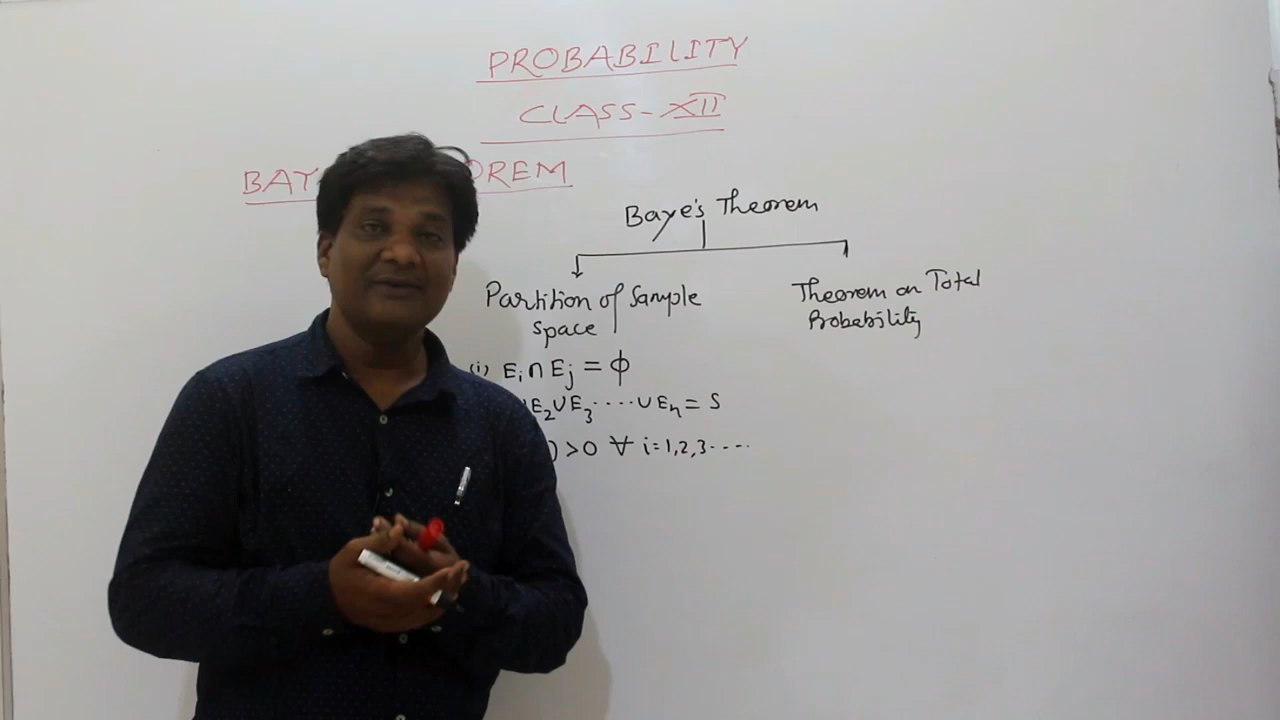 PROBABILITY
CLASS-XII
BAY OREM
Baye's Theorem
Partition of Sample space
Theorem on Total Probability
(i) Ei∩Ej = ϕ
∪E2∪E3····∪En = S
) >0 ∀ i=1,2,3-----